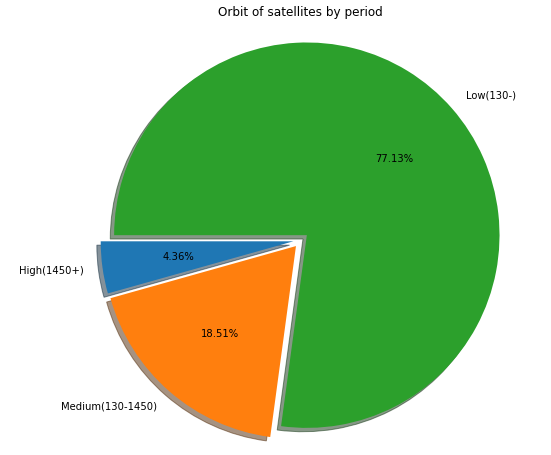 Orbit of satellites by period
Low(130-)
77.13%
4.36%
High(1450+)
18.51%
Medium(130-1450)